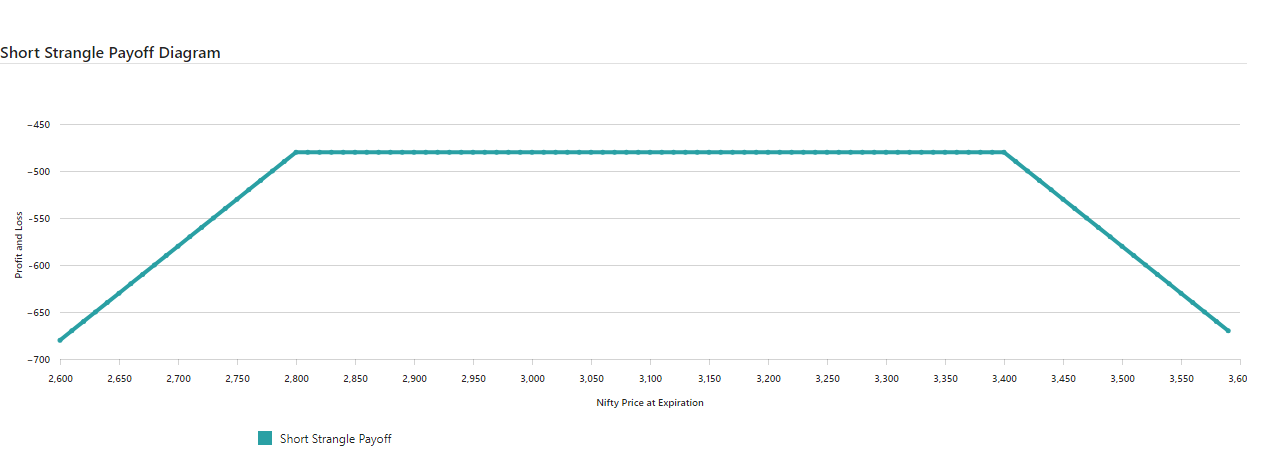 Short Strangle Payoff Diagram
−450
−500
−550
−600
−650
−700
Profit and Loss
2,600 2,650 2,700 2,750 2,800 2,850 2,900 2,950 3,000 3,050 3,100 3,150 3,200 3,250 3,300 3,350 3,400 3,450 3,500 3,550 3,60
Nifty Price at Expiration
Short Strangle Payoff